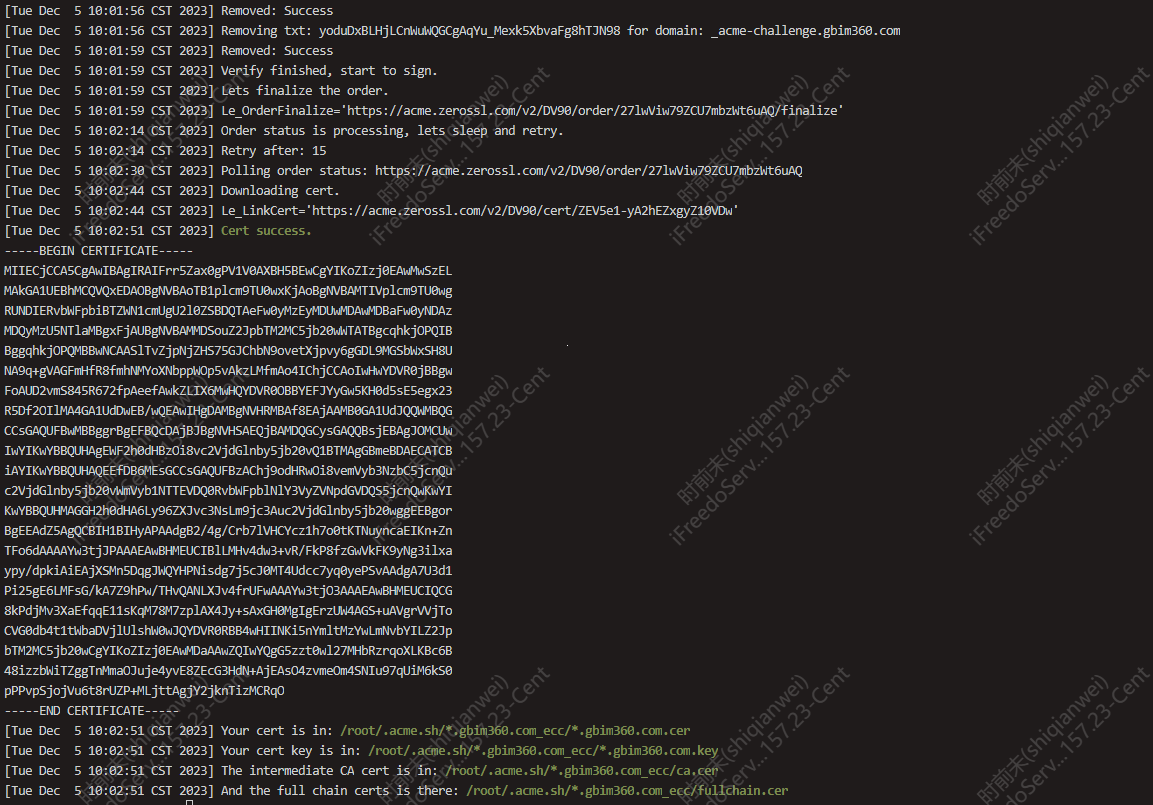 [Tue Dec  5 10:01:56 CST 2023] Removed: Success
[Tue Dec  5 10:01:56 CST 2023] Removing txt: yoduDxBLHjLCnWuWQGCgAqYu_Mexk5XbvaFg8hTJN98 for domain: _acme-challenge.gbim360.com
[Tue Dec  5 10:01:59 CST 2023] Removed: Success
[Tue Dec  5 10:01:59 CST 2023] Verify finished, start to sign.
[Tue Dec  5 10:01:59 CST 2023] Lets finalize the order.
[Tue Dec  5 10:01:59 CST 2023] Le_OrderFinalize='https://acme.zerossl.com/v2/DV90/order/27lwViw79ZCU7mbzWt6uAQ/finalize'
[Tue Dec  5 10:02:14 CST 2023] Order status is processing, lets sleep and retry.
[Tue Dec  5 10:02:14 CST 2023] Retry after: 15
[Tue Dec  5 10:02:30 CST 2023] Polling order status: https://acme.zerossl.com/v2/DV90/order/27lwViw79ZCU7mbzWt6uAQ
[Tue Dec  5 10:02:44 CST 2023] Downloading cert.
[Tue Dec  5 10:02:44 CST 2023] Le_LinkCert='https://acme.zerossl.com/v2/DV90/cert/ZEV5e1-yA2hEZxgyZ10VDw'
[Tue Dec  5 10:02:51 CST 2023] Cert success.
-----BEGIN CERTIFICATE-----
MIIECjCCA5CgAwIBAgIRAIFrr5Zax0gPV1V0AXBH5BEwCgYIKoZIzj0EAwMwSzEL
MAkGA1UEBhMCQVQxEDAOBgNVBAoTB1plcm9TU0wxKjAoBgNVBAMTIVplcm9TU0wg
RUNDIERvbWFpbiBTZWN1cmUgU2l0ZSBDQTAeFw0yMzEyMDUwMDAwMDBaFw0yNDAz
MDQyMzU5NTlaMBgxFjAUBgNVBAMMDSouZ2JpbTM2MC5jb20wWTATBgcqhkjOPQIB
BggqhkjOPQMBBwNCAASlTvZjpNjZHS75GJChbN9ovetXjpvy6gGDL9MGSbWxSH8U
NA9q+gVAGFmHfR8fmhNMYoXNbppWOp5vAkzLMfmAo4IChjCCAoIwHwYDVR0jBBgw
FoAUD2vmS845R672fpAeefAwkZLIX6MwHQYDVR0OBBYEFJYyGw5KH0d5sE5egx23
R5Df2OIlMA4GA1UdDwEB/wQEAwIHgDAMBgNVHRMBAf8EAjAAMB0GA1UdJQQWMBQG
CCsGAQUFBwMBBggrBgEFBQcDAjBJBgNVHSAEQjBAMDQGCysGAQQBsjEBAgJOMCUw
IwYIKwYBBQUHAgEWF2h0dHBzOi8vc2VjdGlnby5jb20vQ1BTMAgGBmeBDAECATCB
iAYIKwYBBQUHAQEEfDB6MEsGCCsGAQUFBzAChj9odHRwOi8vemVyb3NzbC5jcnQu
c2VjdGlnby5jb20vWmVyb1NTTEVDQ0RvbWFpblNlY3VyZVNpdGVDQS5jcnQwKwYI
KwYBBQUHMAGGH2h0dHA6Ly96ZXJvc3NsLm9jc3Auc2VjdGlnby5jb20wggEEBgor
BgEEAdZ5AgQCBIH1BIHyAPAAdgB2/4g/Crb7lVHCYcz1h7o0tKTNuyncaEIKn+Zn
TFo6dAAAAYw3tjJPAAAEAwBHMEUCIBlLMHv4dw3+vR/FkP8fzGwVkFK9yNg3ilxa
ypy/dpkiAiEAjXSMn5DqgJWQYHPNisdg7j5cJ0MT4Udcc7yq0yePSvAAdgA7U3d1
Pi25gE6LMFsG/kA7Z9hPw/THvQANLXJv4frUFwAAAYw3tjO3AAAEAwBHMEUCIQCG
8kPdjMv3XaEfqqE11sKqM78M7zplAX4Jy+sAxGH0MgIgErzUW4AGS+uAVgrVVjTo
CVG0db4t1tWbaDVjlUlshW0wJQYDVR0RBB4wHIINKi5nYmltMzYwLmNvbYILZ2Jp
bTM2MC5jb20wCgYIKoZIzj0EAwMDaAAwZQIwYQgG5zzt0wl27MHbRzrqoXLKBc6B
48izzbWiTZggTnMmaOJuje4yvE8ZEcG3HdN+AjEAsO4zvmeOm4SNIu97qUiM6kS0
pPPvpSjojVu6t8rUZP+MLjttAgjY2jknTizMCRqO
-----END CERTIFICATE-----
[Tue Dec  5 10:02:51 CST 2023] Your cert is in: /root/.acme.sh/*.gbim360.com_ecc/*.gbim360.com.cer
[Tue Dec  5 10:02:51 CST 2023] Your cert key is in: /root/.acme.sh/*.gbim360.com_ecc/*.gbim360.com.key
[Tue Dec  5 10:02:51 CST 2023] The intermediate CA cert is in: /root/.acme.sh/*.gbim360.com_ecc/ca.cer
[Tue Dec  5 10:02:51 CST 2023] And the full chain certs is there: /root/.acme.sh/*.gbim360.com_ecc/fullchain.cer
时前末(shiqianwei)
iFreedoServ...157.23-Cent